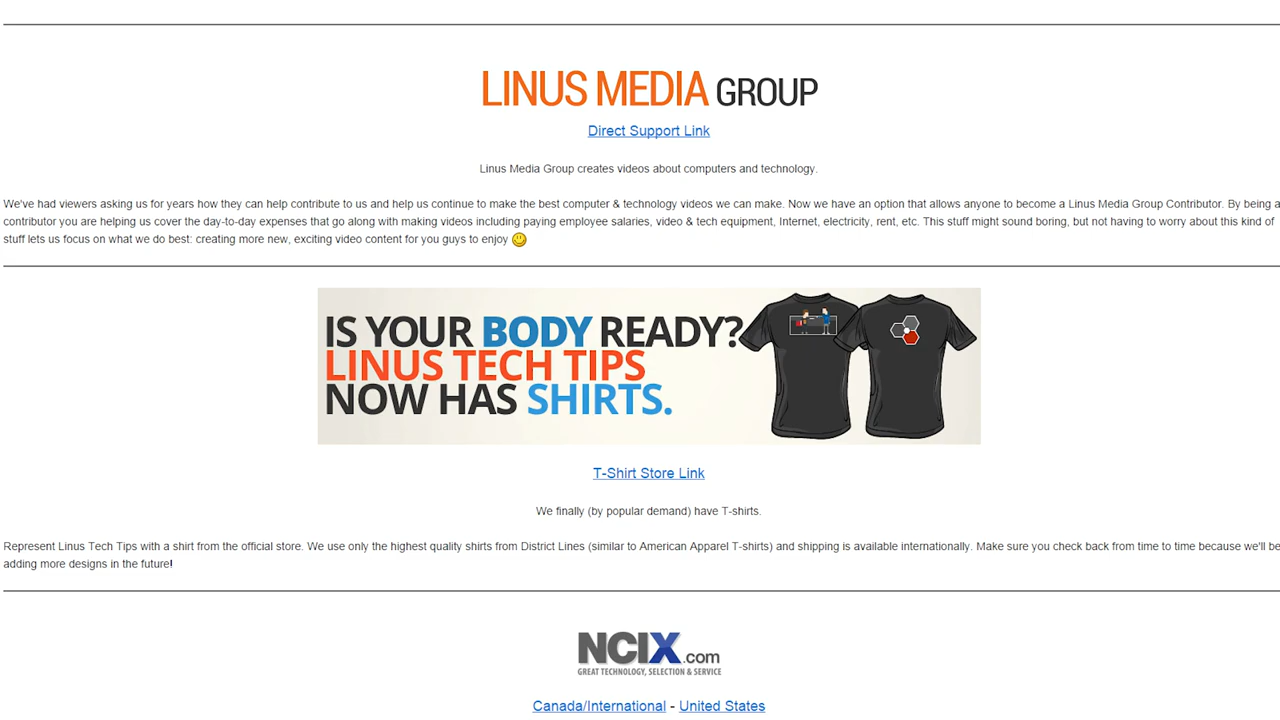 LINUS MEDIA GROUP
Direct Support Link
Linus Media Group creates videos about computers and technology.
We've had viewers asking us for years how they can help contribute to us and help us continue to make the best computer & technology videos we can make. Now we have an option that allows anyone to become a Linus Media Group Contributor. By being a
contributor you are helping us cover the day-to-day expenses that go along with making videos including paying employee salaries, video & tech equipment, Internet, electricity, rent, etc. This stuff might sound boring, but not having to worry about this kind of
stuff lets us focus on what we do best: creating more new, exciting video content for you guys to enjoy
IS YOUR BODY READY?
LINUS TECH TIPS
NOW HAS SHIRTS.
T-Shirt Store Link
We finally (by popular demand) have T-shirts.
Represent Linus Tech Tips with a shirt from the official store. We use only the highest quality shirts from District Lines (similar to American Apparel T-shirts) and shipping is available internationally. Make sure you check back from time to time because we'll be
adding more designs in the future!
NCIX.com
GREAT TECHNOLOGY, SELECTION & SERVICE
Canada/International - United States